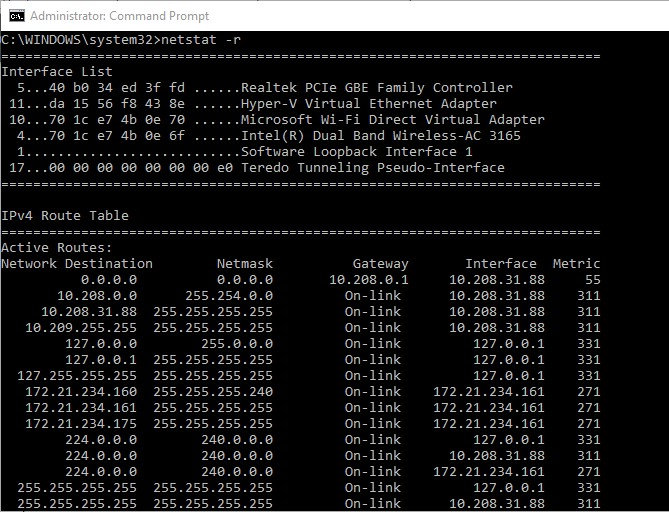 Administrator: Command Prompt
C:\WINDOWS\system32>netstat -r
===========================================================================
Interface List
  5...40 b0 34 ed 3f fd ......Realtek PCIe GBE Family Controller
 11...da 15 56 f8 43 8e ......Hyper-V Virtual Ethernet Adapter
 10...70 1c e7 4b 0e 70 ......Microsoft Wi-Fi Direct Virtual Adapter
  4...70 1c e7 4b 0e 6f ......Intel(R) Dual Band Wireless-AC 3165
  1...........................Software Loopback Interface 1
 17...00 00 00 00 00 00 00 e0 Teredo Tunneling Pseudo-Interface
===========================================================================
IPv4 Route Table
===========================================================================
Active Routes:
Network Destination        Netmask          Gateway       Interface  Metric
          0.0.0.0          0.0.0.0       10.208.0.1     10.208.31.88     55
       10.208.0.0      255.254.0.0         On-link      10.208.31.88    311
     10.208.31.88  255.255.255.255         On-link      10.208.31.88    311
   10.209.255.255  255.255.255.255         On-link      10.208.31.88    311
        127.0.0.0        255.0.0.0         On-link         127.0.0.1    331
        127.0.0.1  255.255.255.255         On-link         127.0.0.1    331
  127.255.255.255  255.255.255.255         On-link         127.0.0.1    331
   172.21.234.160  255.255.255.240         On-link    172.21.234.161    271
   172.21.234.161  255.255.255.255         On-link    172.21.234.161    271
   172.21.234.175  255.255.255.255         On-link    172.21.234.161    271
        224.0.0.0        240.0.0.0         On-link         127.0.0.1    331
        224.0.0.0        240.0.0.0         On-link      10.208.31.88    311
        224.0.0.0        240.0.0.0         On-link    172.21.234.161    271
  255.255.255.255  255.255.255.255         On-link         127.0.0.1    331
  255.255.255.255  255.255.255.255         On-link      10.208.31.88    311